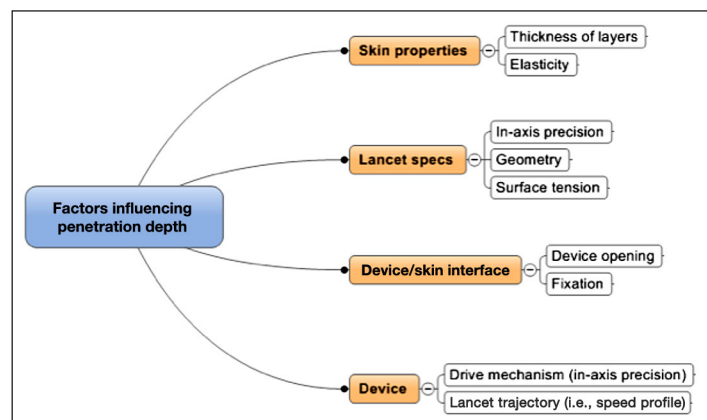 Factors influencing
penetration depth
Skin properties
Thickness of layers
Elasticity
Lancet specs
In-axis precision
Geometry
Surface tension
Device/skin interface
Device opening
Fixation
Device
Drive mechanism (in-axis precision)
Lancet trajectory (i.e., speed profile)